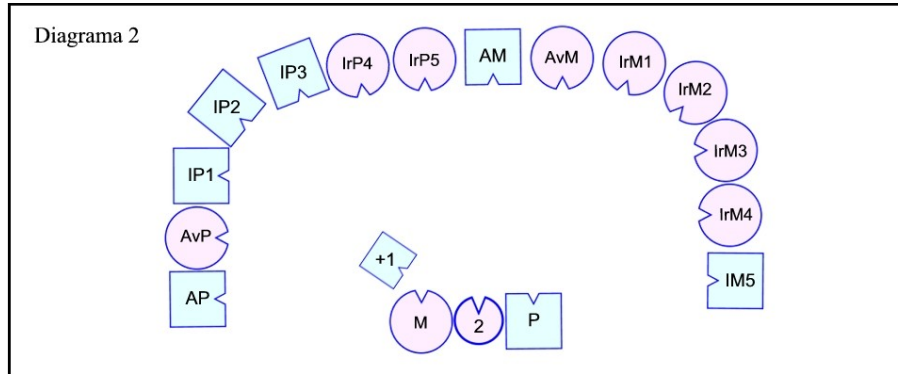 Diagrama 2
AP
AvP
IP1
IP2
IP3
IrP4
IrP5
AM
AvM
IrM1
IrM2
IrM3
IrM4
IM5
+1
M
2
P